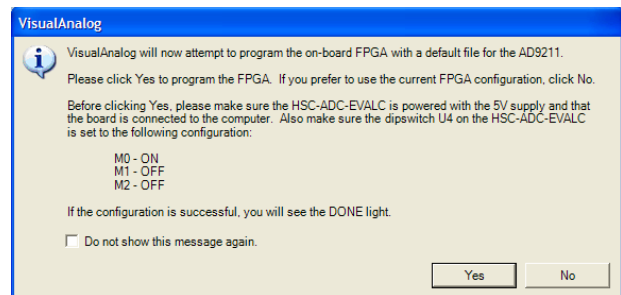 VisualAnalog
VisualAnalog will now attempt to program the on-board FPGA with a default file for the AD9211.
Please click Yes to program the FPGA. If you prefer to use the current FPGA configuration, click No.
Before clicking Yes, please make sure the HSC-ADC-EVALC is powered with the 5V supply and that
the board is connected to the computer. Also make sure the dipswitch U4 on the HSC-ADC-EVALC
is set to the following configuration:
M0 - ON
M1 - OFF
M2 - OFF
If the configuration is successful, you will see the DONE light.
Do not show this message again.
Yes No